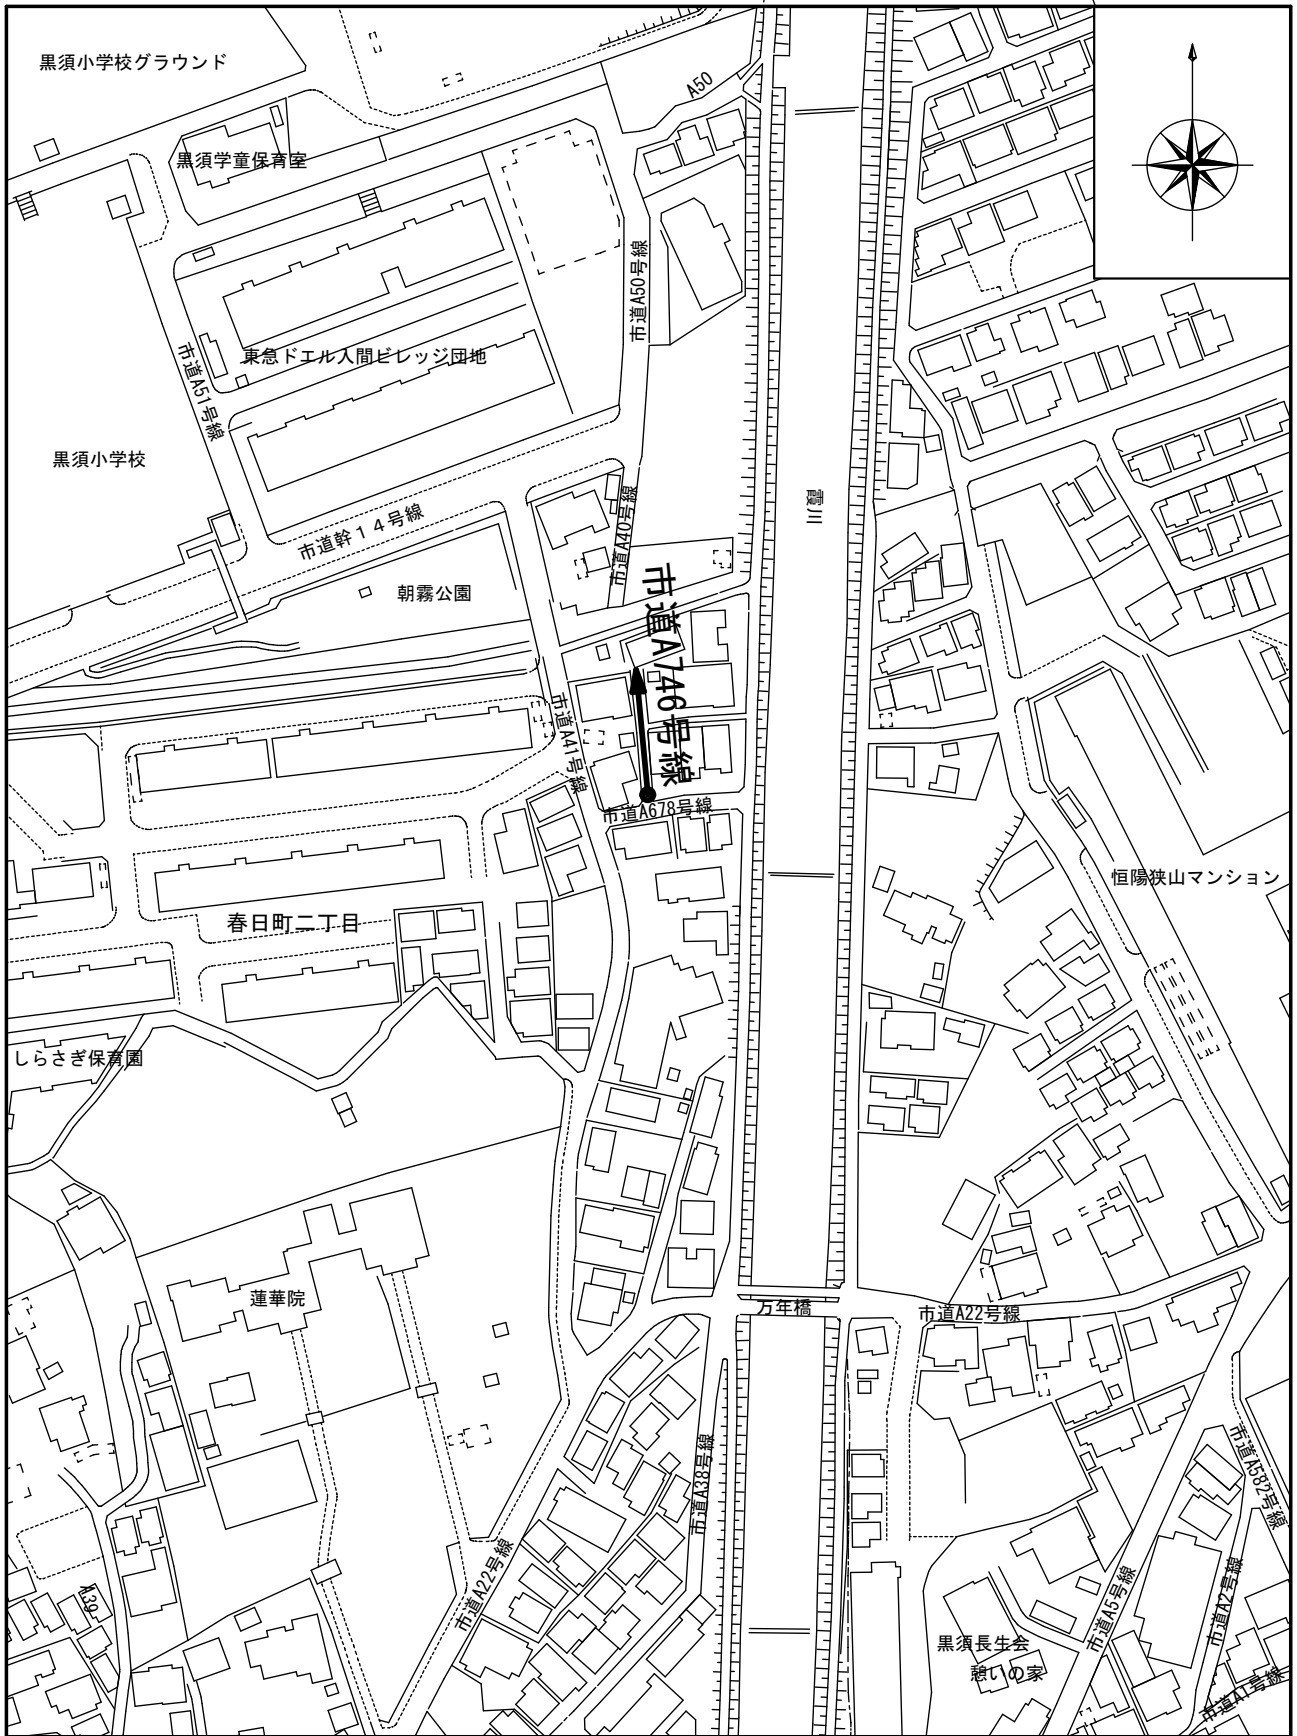 黒須小学校グラウンド
A50
黒須学童保育室
市道A50号線
東急ドエル入間ビレッジ団地
市道A51号線
黒須小学校
市道幹１４号線
市道A40号線
霞川
朝霧公園
市道A746号線
市道A41号線
市道A678号線
恒陽狭山マンション
春日町二丁目
しらさぎ保育園
蓮華院
万年橋
市道A22号線
市道A38号線
市道A582号線
市道A22号線
A39
市道A5号線
市道A2号線
黒須長生会
憩いの家
市道A1号線